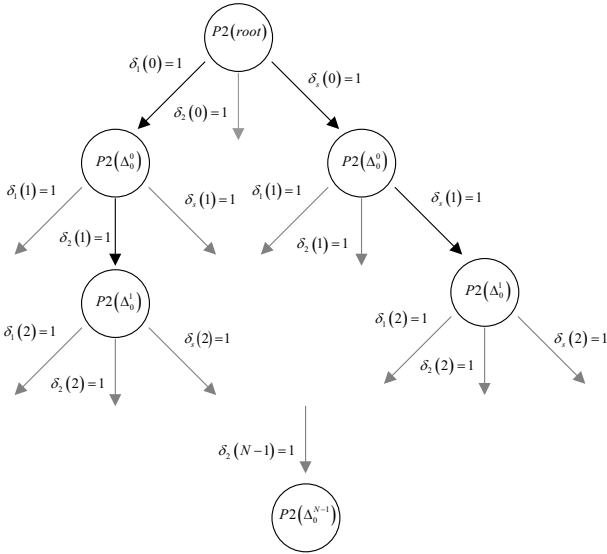 P2(root)
δ₁(0)=1
δₛ(0)=1
δ₂(0)=1
P2(Δ₀⁰)
P2(Δ₀⁰)
δ₁(1)=1
δₛ(1)=1
δ₁(1)=1
δₛ(1)=1
δ₂(1)=1
δ₂(1)=1
P2(Δ₀¹)
P2(Δ₀¹)
δ₁(2)=1
δₛ(2)=1
δ₁(2)=1
δₛ(2)=1
δ₂(2)=1
δ₂(2)=1
δ₂(N−1)=1
P2(Δ₀ᴺ⁻¹)